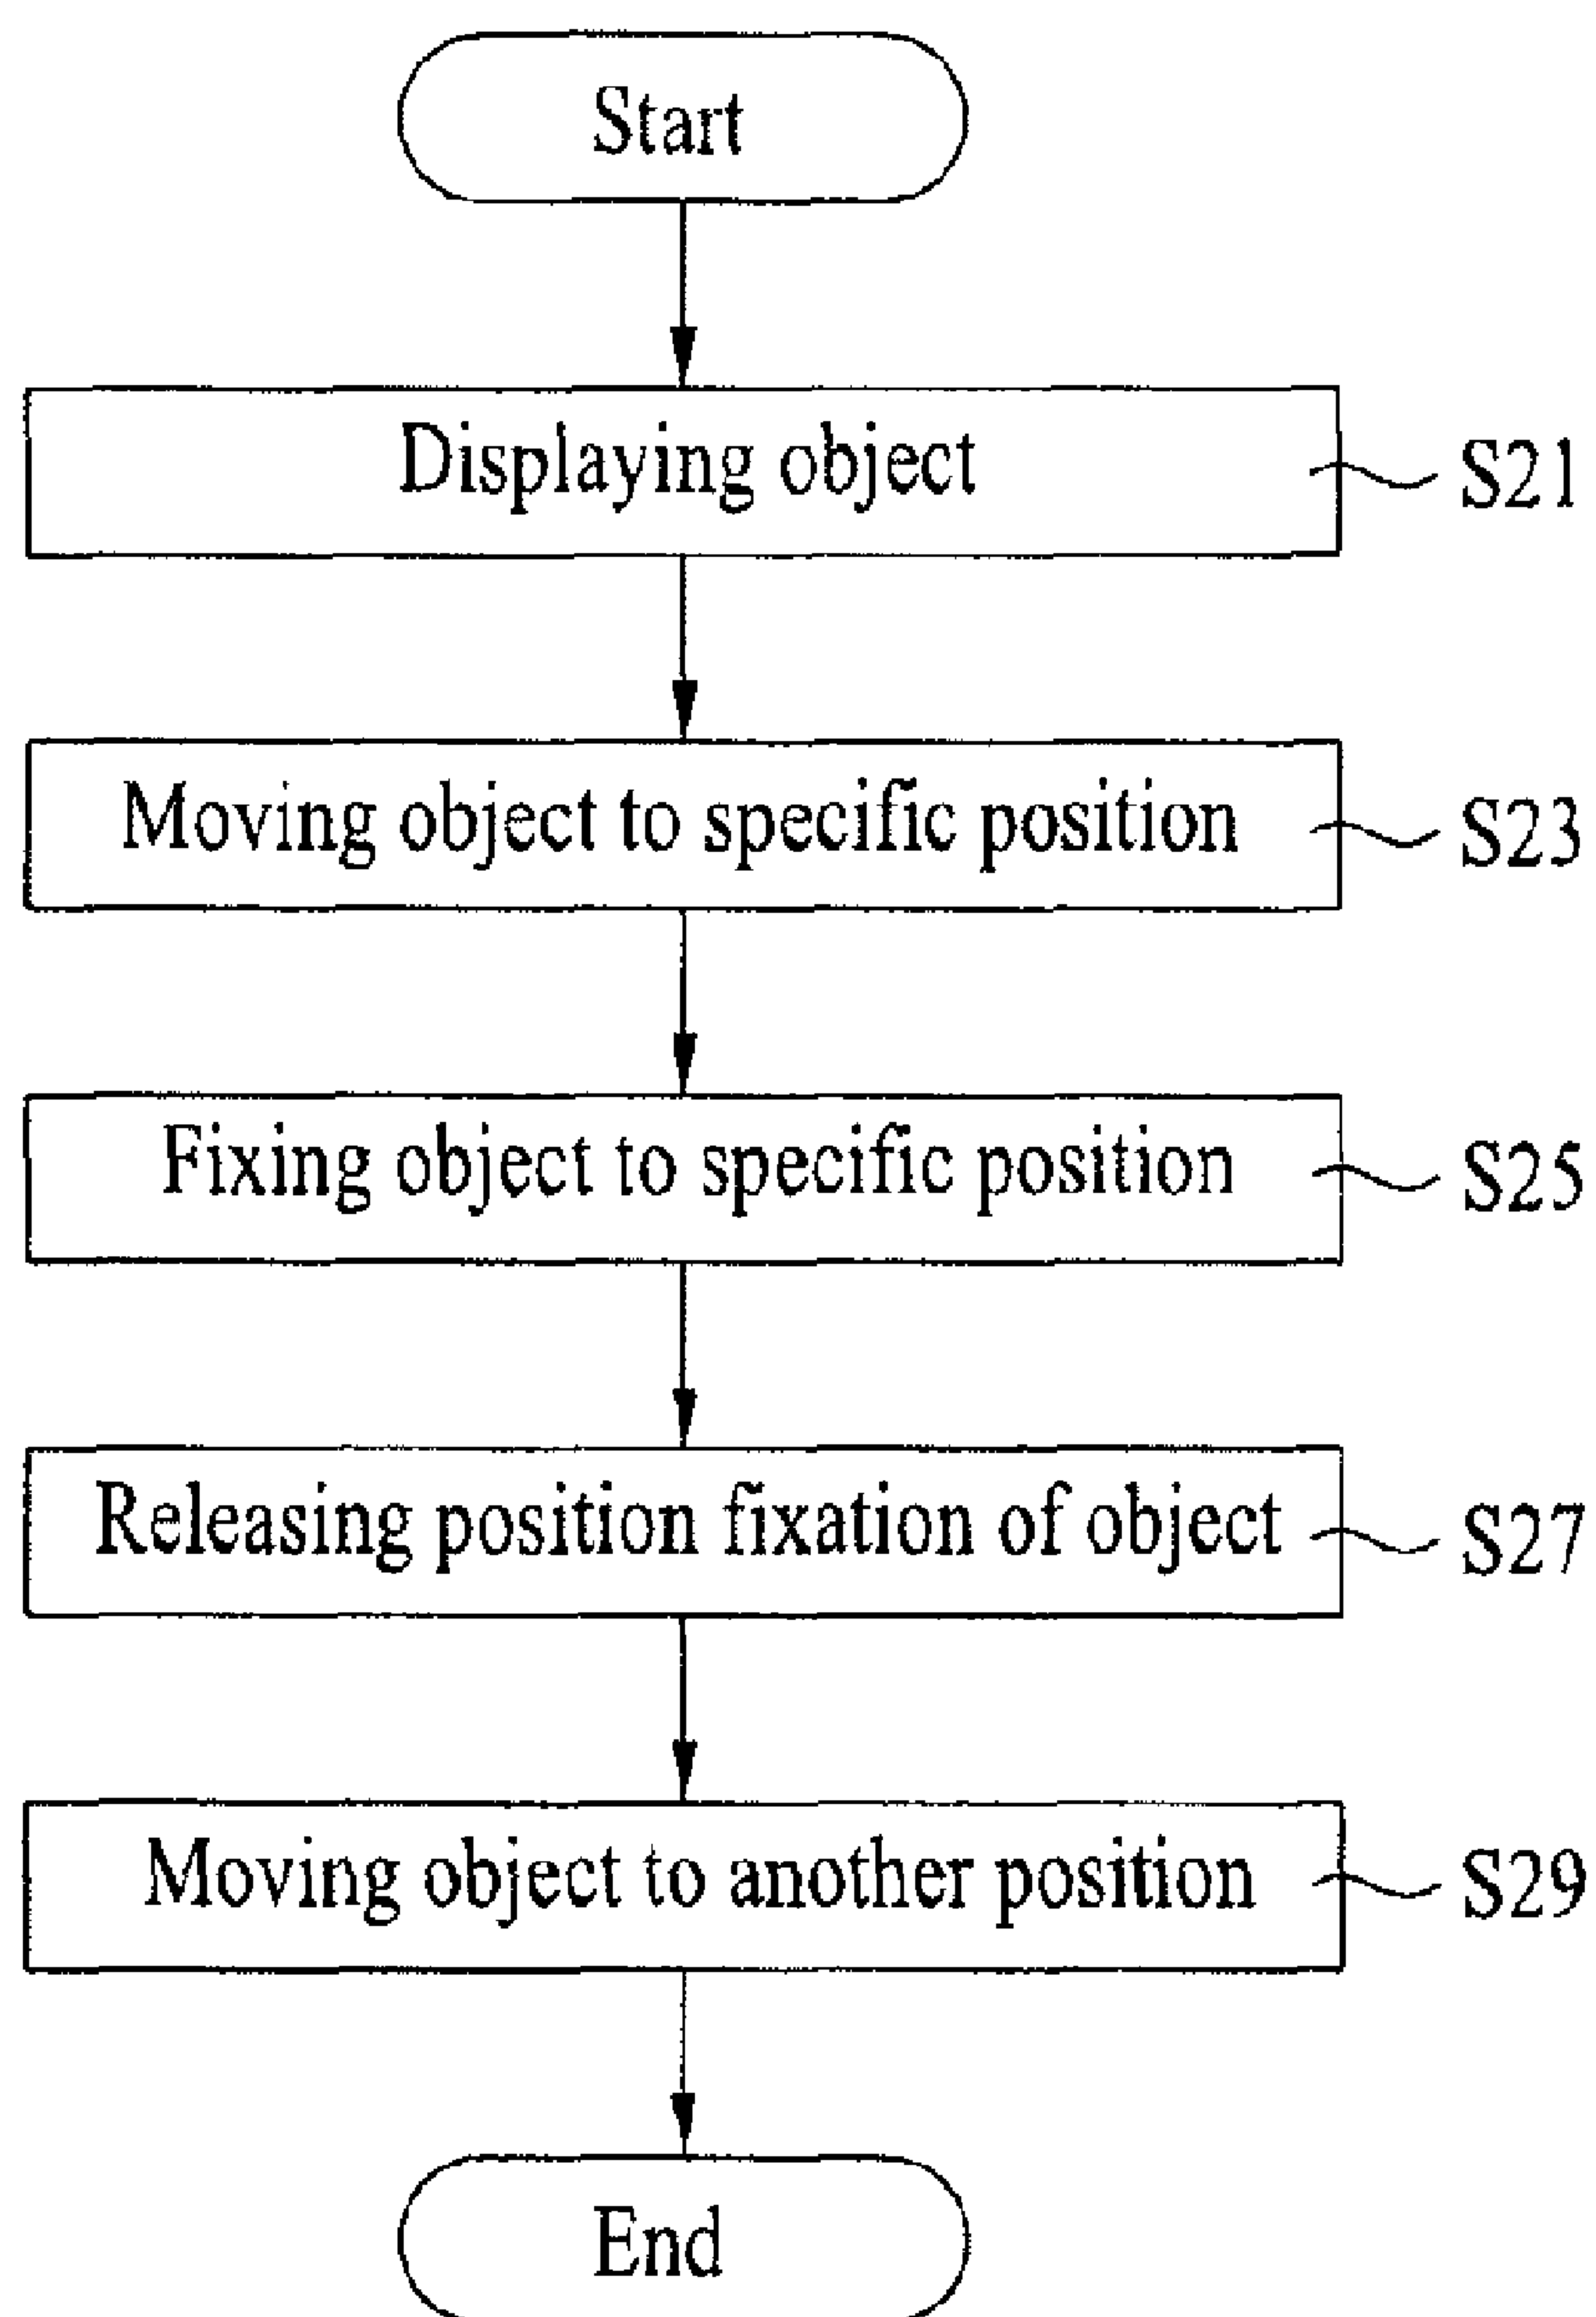 Start
Displaying object S21
Moving object to specific position S23
Fixing object to specific position S25
Releasing position fixation of object S27
Moving object to another position S29
End